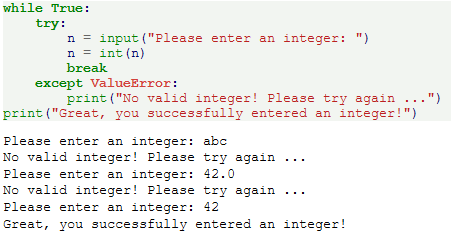 while True:
    try:
        n = input("Please enter an integer: ")
        n = int(n)
        break
    except ValueError:
        print("No valid integer! Please try again ...")
print("Great, you successfully entered an integer!")
Please enter an integer: abc
No valid integer! Please try again ...
Please enter an integer: 42.0
No valid integer! Please try again ...
Please enter an integer: 42
Great, you successfully entered an integer!